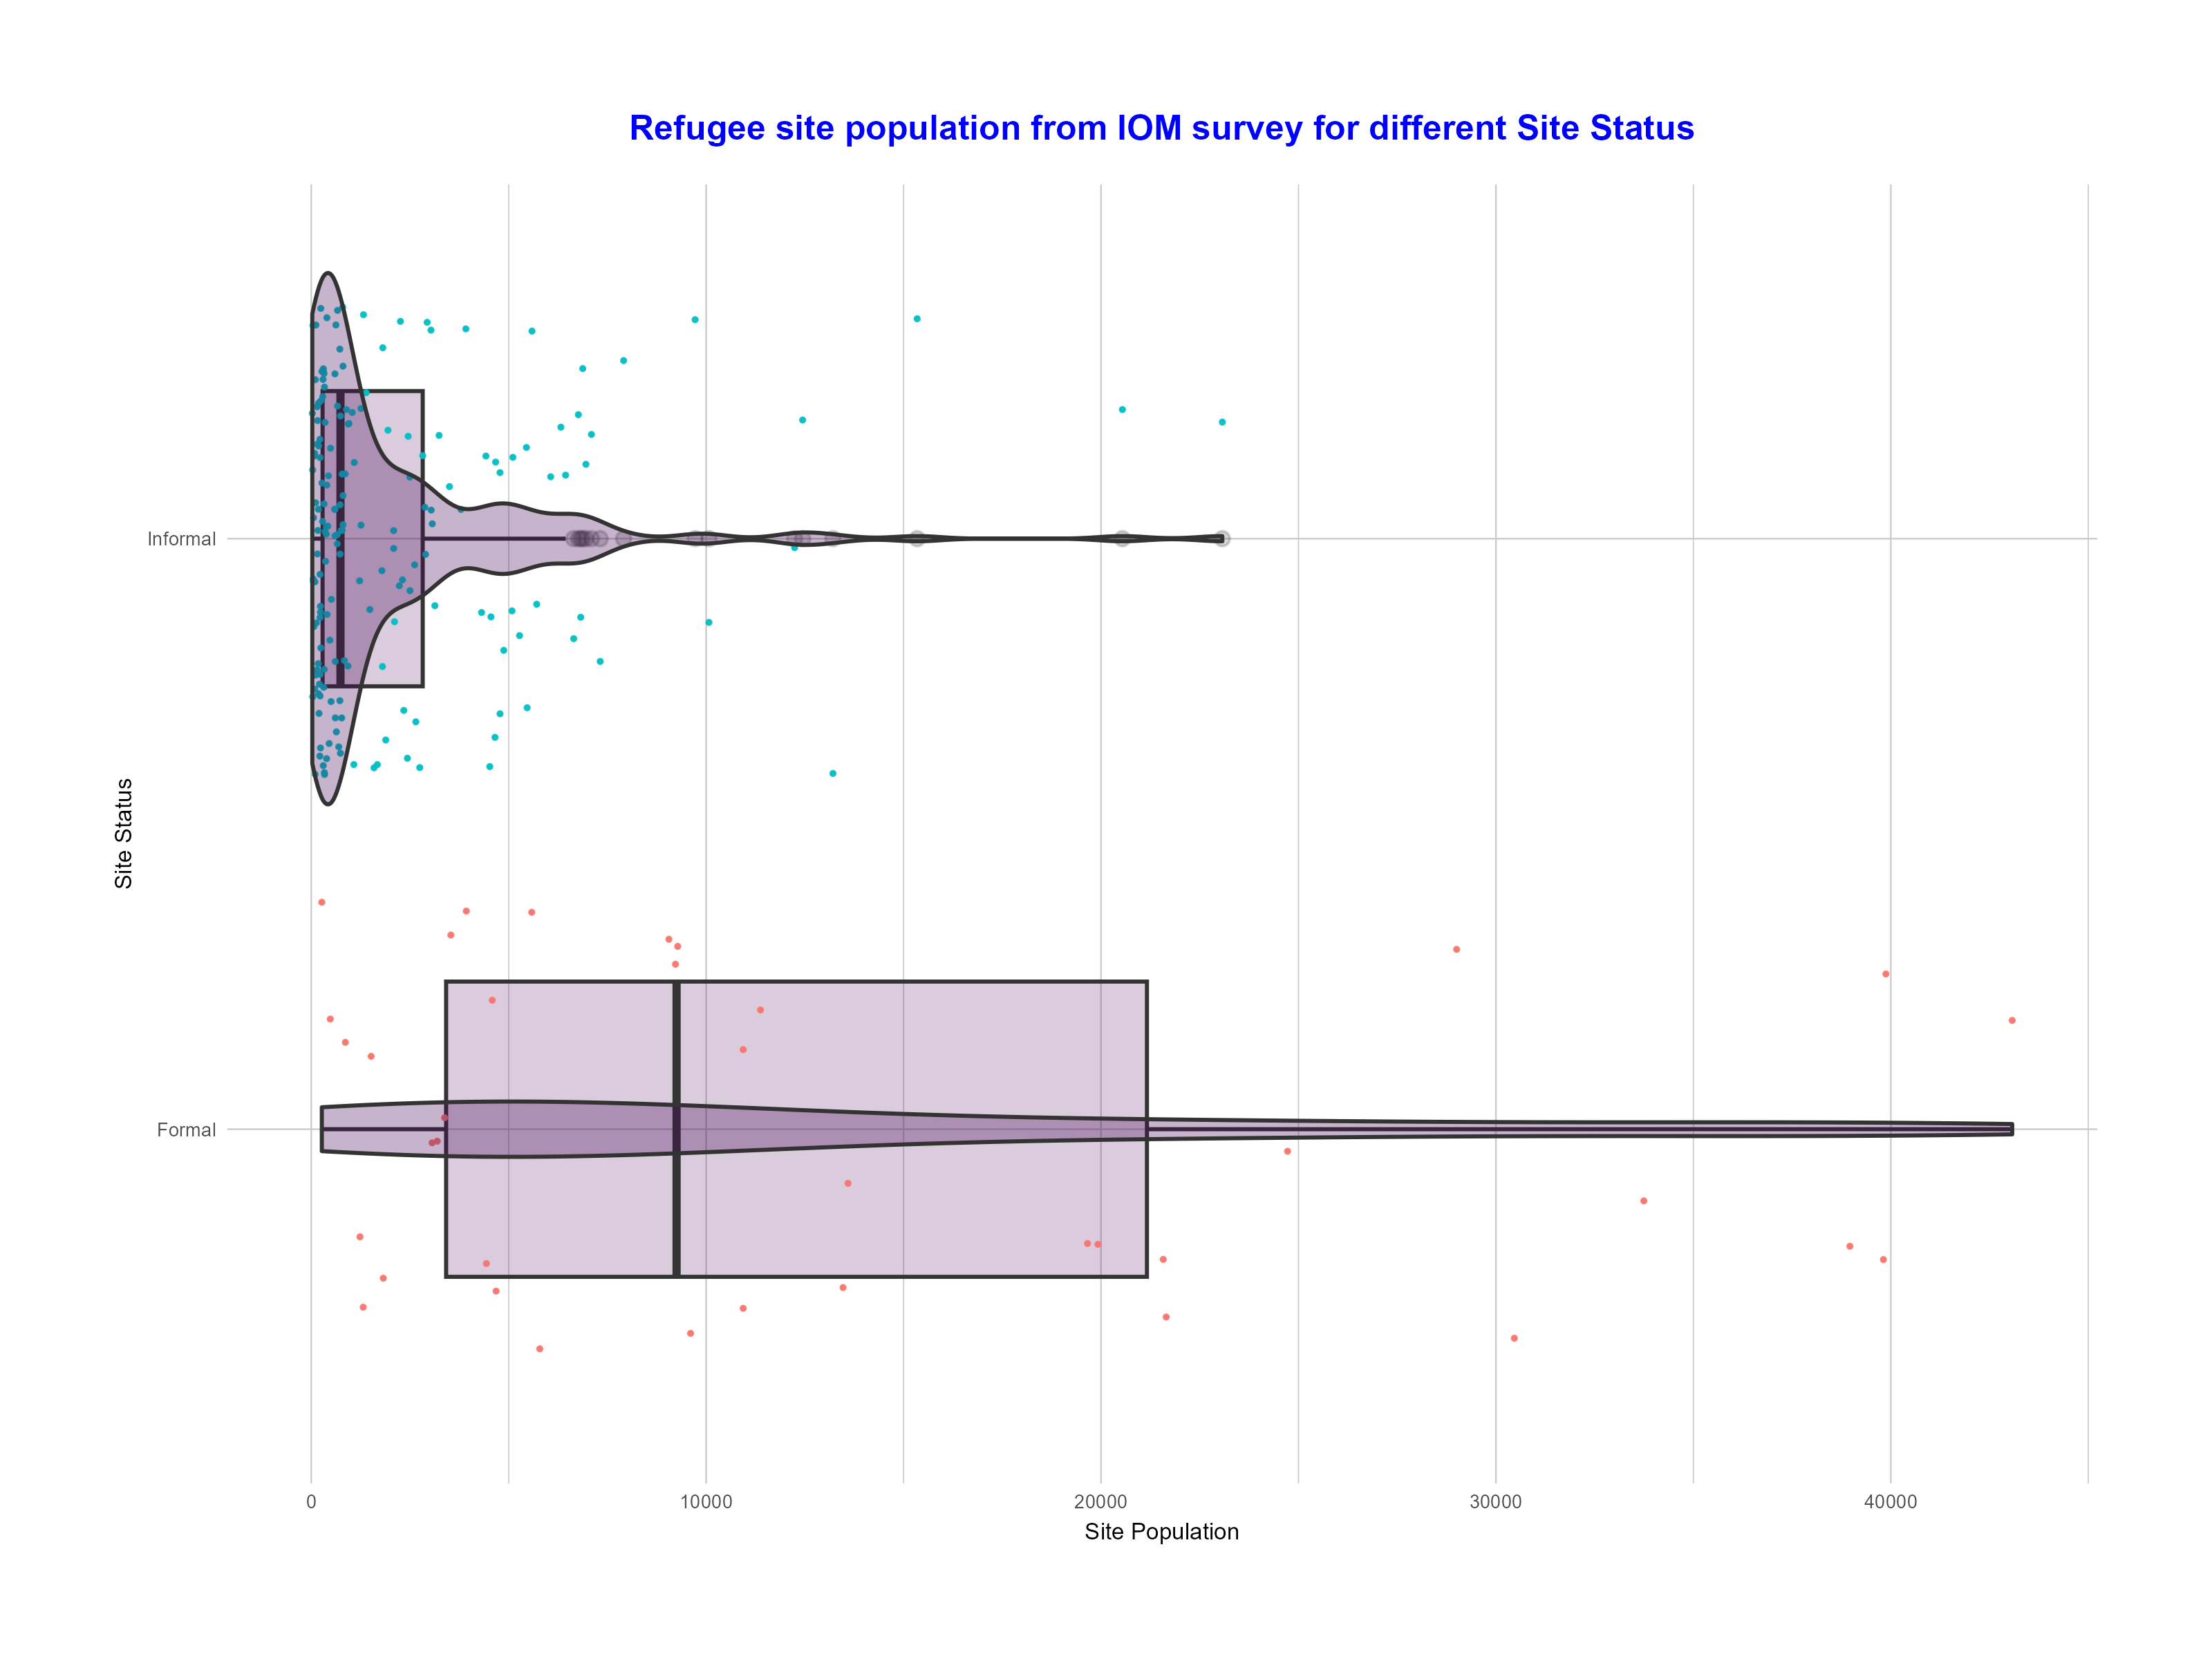 Refugee site population from IOM survey for different Site Status
Informal
Site Status
Formal
0 10000 20000 30000 40000
Site Population